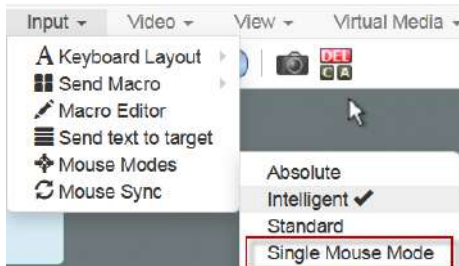 Input Video View Virtual Media
A Keyboard Layout
DEL
C A
Send Macro
Macro Editor
Send text to target
Mouse Modes
Mouse Sync
Absolute
Intelligent
Standard
Single Mouse Mode